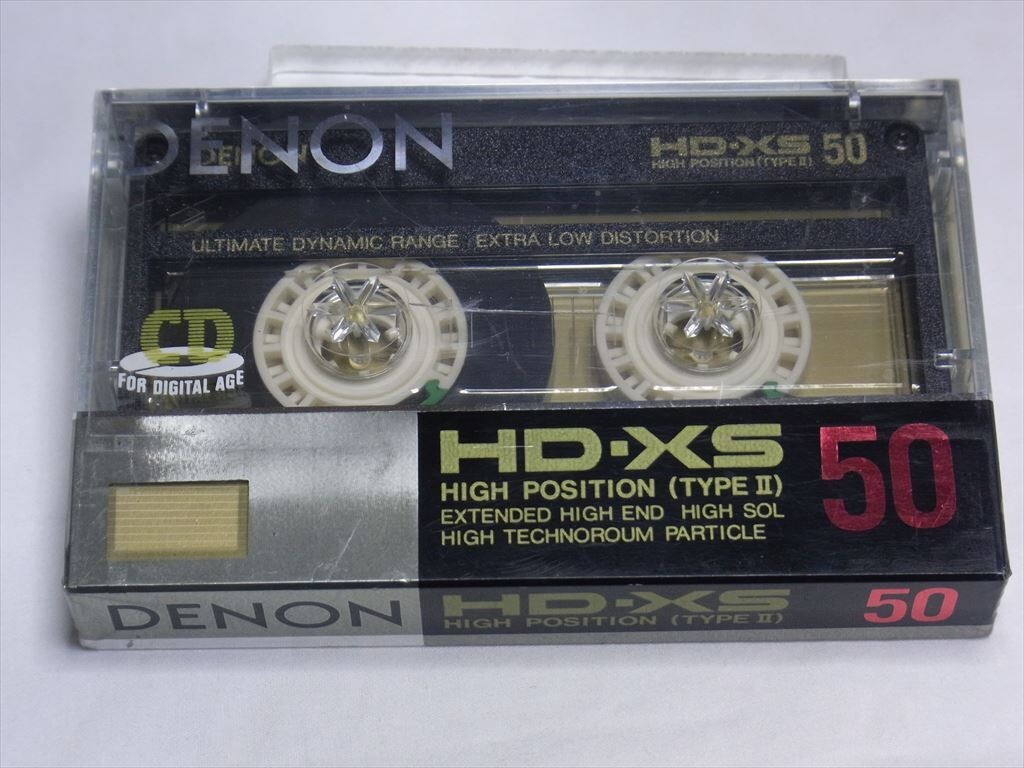 DENON
DENON
HD·XS
HIGH POSITION (TYPE II) 50
ULTIMATE DYNAMIC RANGE EXTRA LOW DISTORTION
CD
FOR DIGITAL AGE
HD·XS 50
HIGH POSITION (TYPE II)
EXTENDED HIGH END HIGH SOL
HIGH TECHNOROUM PARTICLE
DENON HD·XS 50
HIGH POSITION (TYPE II)